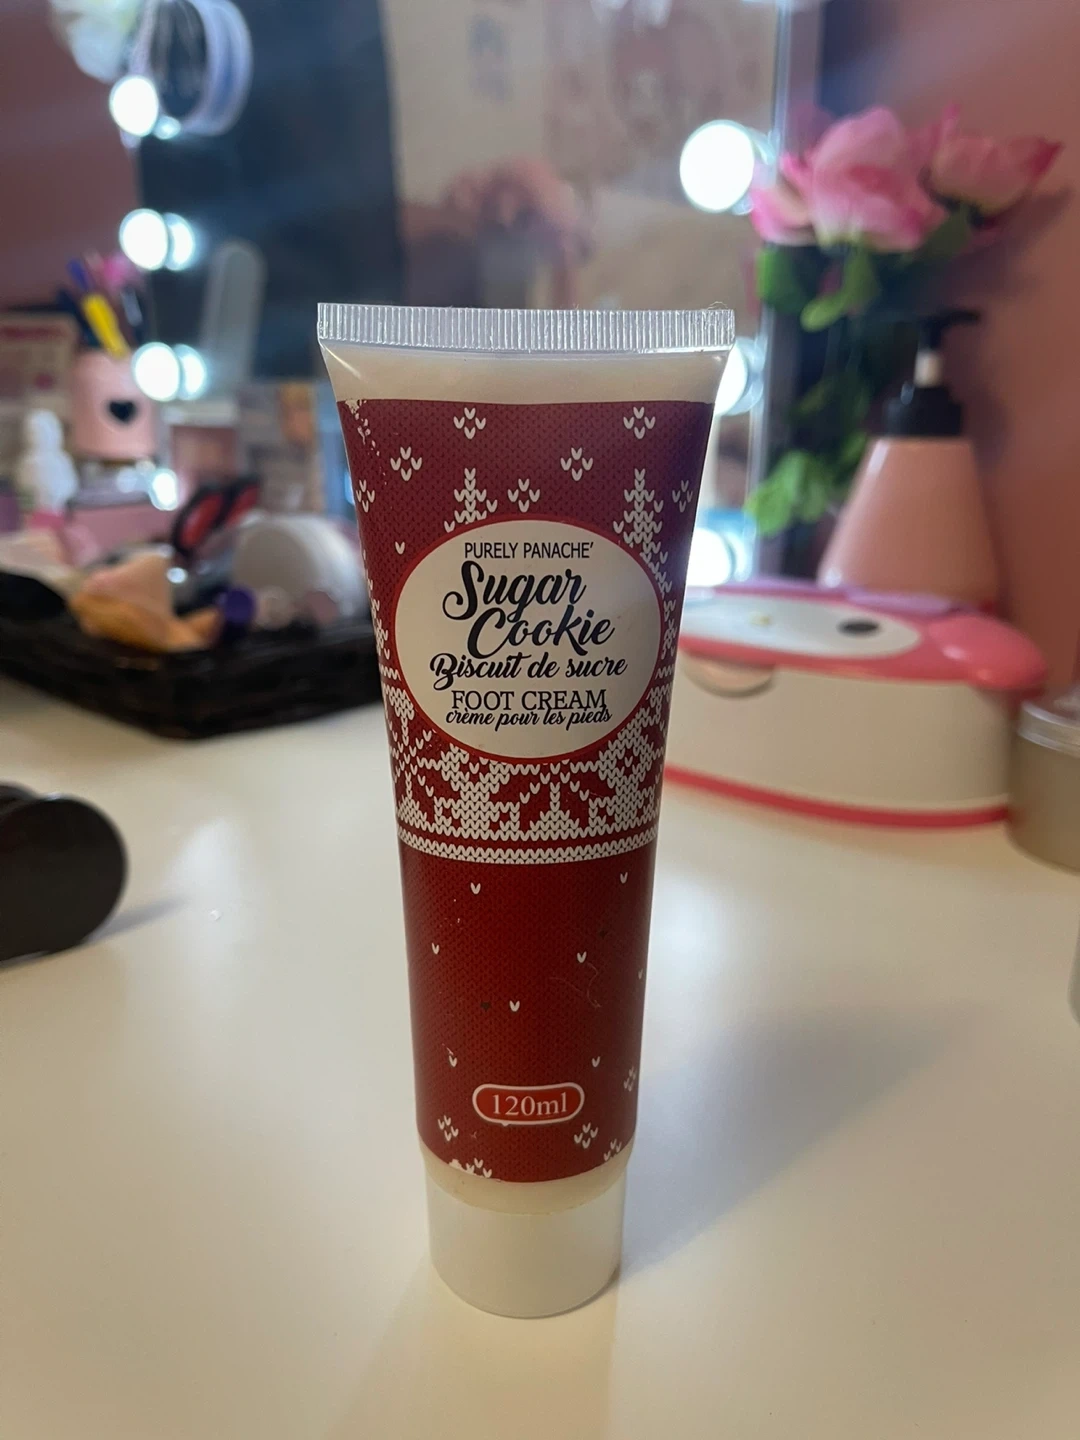 PURELY PANACHE'
Sugar
Cookie
Biscuit de sucre
FOOT CREAM
crème pour les pieds
120ml